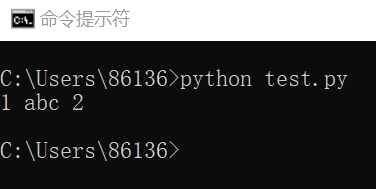 命令提示符
C:\Users\86136>python test.py
1 abc 2
C:\Users\86136>